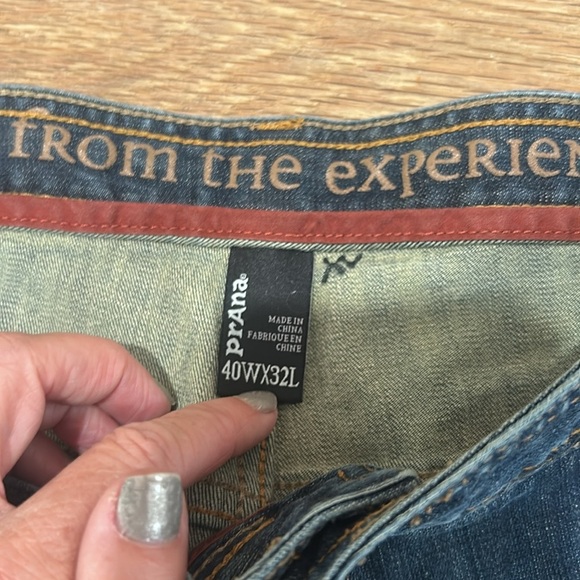 from the experien
prAna
MADE IN
CHINA
FABRIQUE EN
CHINE
40WX32L